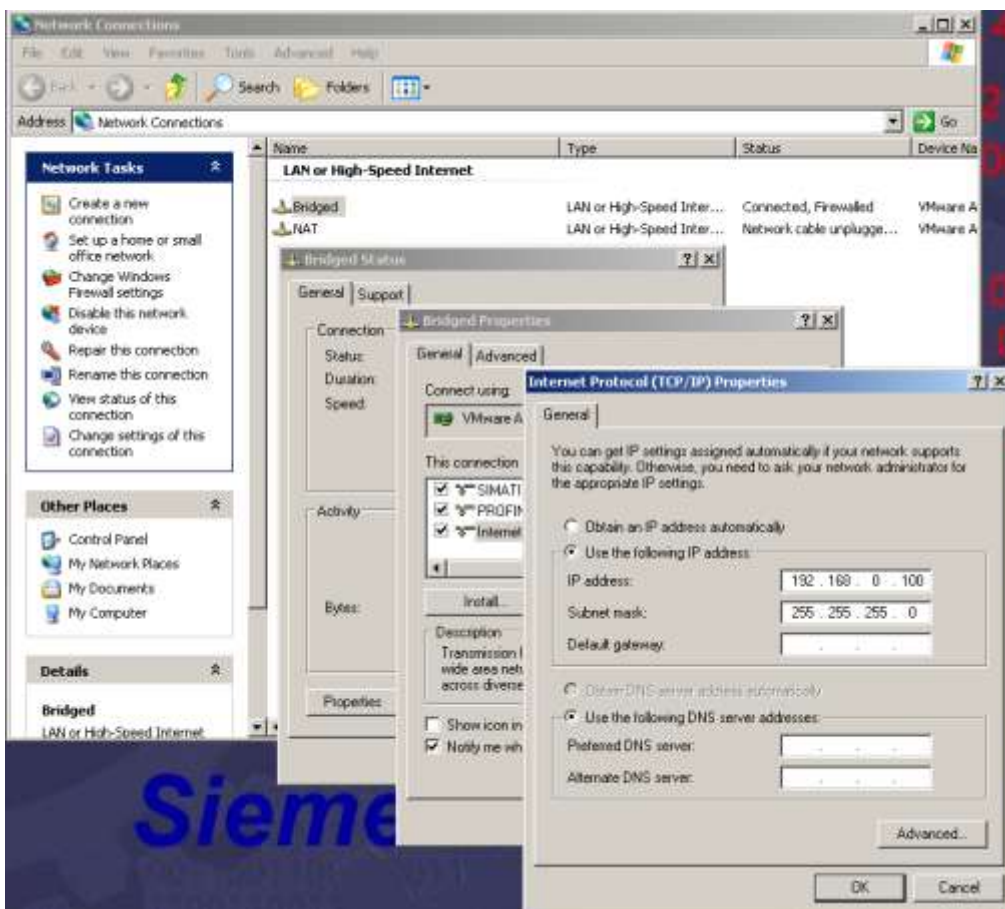 Network Connections
File Edit View Favorites Tools Advanced Help
Back Search Folders
Address Network Connections Go
Name Type Status Device Na
LAN or High-Speed Internet
Bridged LAN or High-Speed Inter... Connected, Firewalled VMware A
NAT LAN or High-Speed Inter... Network cable unplugge... VMware A
Network Tasks
Create a new
connection
Set up a home or small
office network
Change Windows
Firewall settings
Disable this network
device
Repair this connection
Rename this connection
View status of this
connection
Change settings of this
connection
Other Places
Control Panel
My Network Places
My Documents
My Computer
Details
Bridged
LAN or High-Speed Internet
Bridged Status
General Support
Connection
Status:
Duration:
Speed:
Activity
Bytes:
Properties
Bridged Properties
General Advanced
Connect using:
VMware A
This connection
SIMATI
PROFIN
Internet
Install...
Description
Transmission
wide area net
across diverse
Show icon in
Notify me wh
Internet Protocol (TCP/IP) Properties
General
You can get IP settings assigned automatically if your network supports
this capability. Otherwise, you need to ask your network administrator for
the appropriate IP settings.
Obtain an IP address automatically
Use the following IP address:
IP address: 192 . 168 . 0 . 100
Subnet mask: 255 . 255 . 255 . 0
Default gateway: . . .
Obtain DNS server address automatically
Use the following DNS server addresses:
Preferred DNS server: . . .
Alternate DNS server: . . .
Advanced...
OK Cancel
Sieme